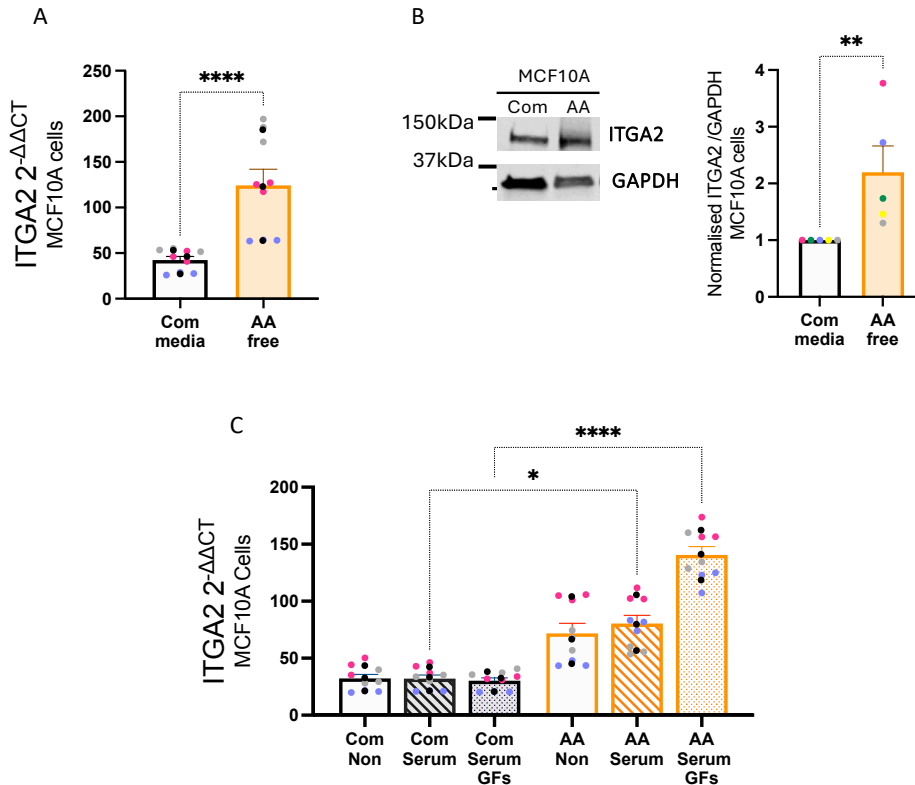 A
ITGA2 2-ΔΔCT
MCF10A cells
250
200
150
100
50
0
****
Com
media
AA
free
B
MCF10A
Com AA
150kDa
ITGA2
37kDa
GAPDH
Normalised ITGA2 /GAPDH
MCF10A cells
4
3
2
1
0
**
Com
media
AA
free
C
ITGA2 2-ΔΔCT
MCF10A Cells
200
150
100
50
0
****
*
Com
Non
Com
Serum
Com
Serum
GFs
AA
Non
AA
Serum
AA
Serum
GFs